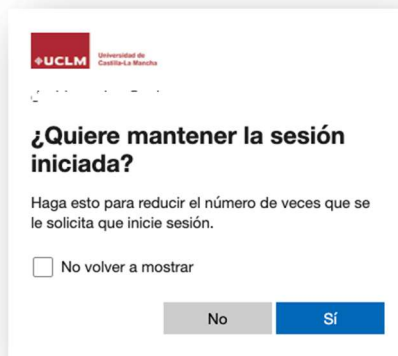 UCLM
Universidad de
Castilla-La Mancha
¿Quiere mantener la sesión
iniciada?
Haga esto para reducir el número de veces que se
le solicita que inicie sesión.
No volver a mostrar
No
Sí